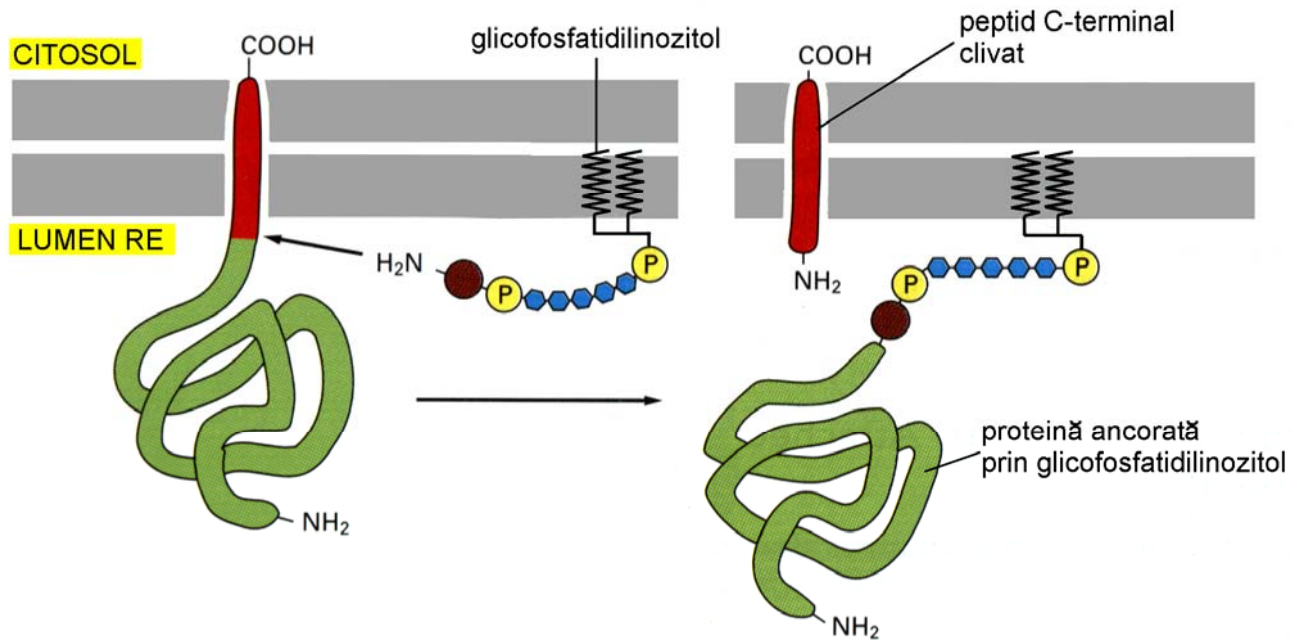 CITOSOL
COOH
glicofosfatidilinozitol
peptid C-terminal
clivat
COOH
LUMEN RE
H₂N
P
P
NH₂
P
P
NH₂
proteină ancorată
prin glicofosfatidilinozitol
NH₂